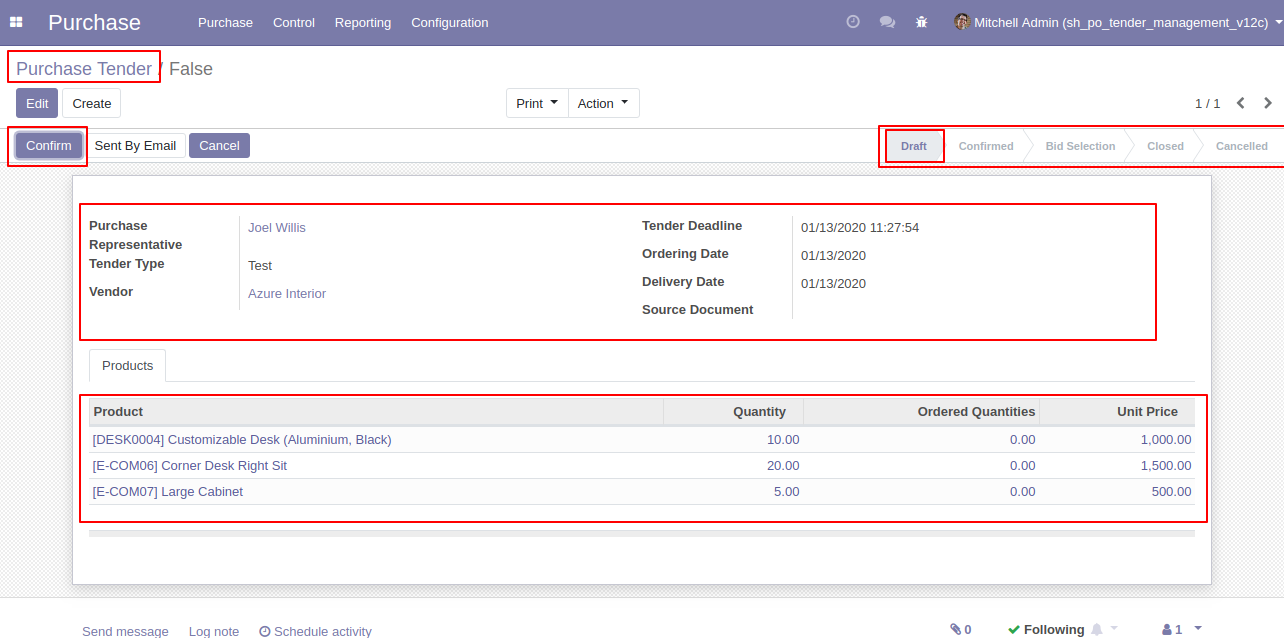 Purchase Purchase Control Reporting Configuration Mitchell Admin (sh_po_tender_management_v12c)
Purchase Tender / False
Edit Create Print Action 1 / 1
Confirm Sent By Email Cancel Draft Confirmed Bid Selection Closed Cancelled
Purchase Representative Joel Willis
Tender Type Test
Vendor Azure Interior
Tender Deadline 01/13/2020 11:27:54
Ordering Date 01/13/2020
Delivery Date 01/13/2020
Source Document
Products
Product Quantity Ordered Quantities Unit Price
[DESK0004] Customizable Desk (Aluminium, Black) 10.00 0.00 1,000.00
[E-COM06] Corner Desk Right Sit 20.00 0.00 1,500.00
[E-COM07] Large Cabinet 5.00 0.00 500.00
Send message Log note Schedule activity 0 Following 1